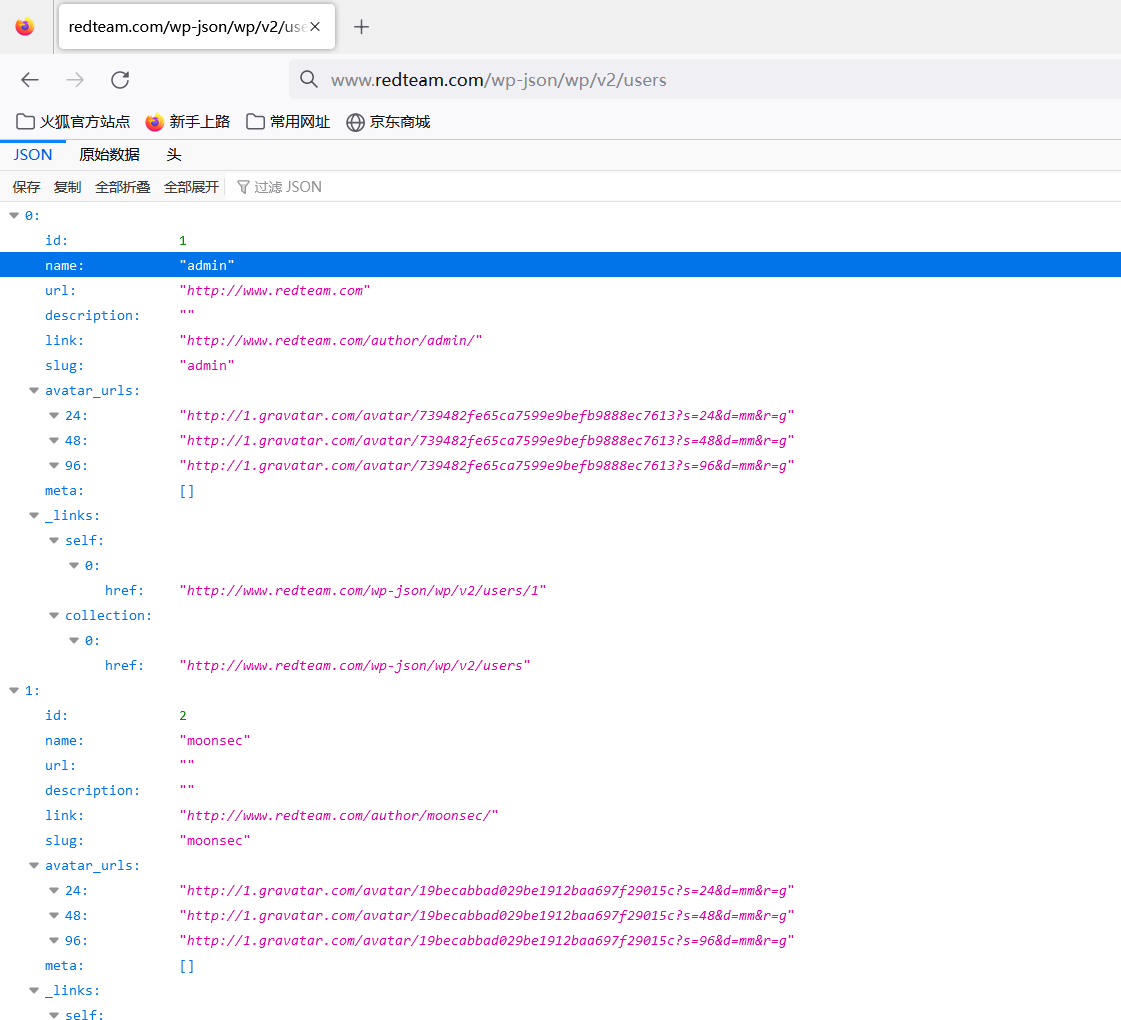 redteam.com/wp-json/wp/v2/use
www.redteam.com/wp-json/wp/v2/users
火狐官方站点 新手上路 常用网址 京东商城
JSON 原始数据 头
保存 复制 全部折叠 全部展开 过滤 JSON
0:
id: 1
name: "admin"
url: "http://www.redteam.com"
description: ""
link: "http://www.redteam.com/author/admin/"
slug: "admin"
avatar_urls:
24: "http://1.gravatar.com/avatar/739482fe65ca7599e9befb9888ec7613?s=24&d=mm&r=g"
48: "http://1.gravatar.com/avatar/739482fe65ca7599e9befb9888ec7613?s=48&d=mm&r=g"
96: "http://1.gravatar.com/avatar/739482fe65ca7599e9befb9888ec7613?s=96&d=mm&r=g"
meta: []
_links:
self:
0:
href: "http://www.redteam.com/wp-json/wp/v2/users/1"
collection:
0:
href: "http://www.redteam.com/wp-json/wp/v2/users"
1:
id: 2
name: "moonsec"
url: ""
description: ""
link: "http://www.redteam.com/author/moonsec/"
slug: "moonsec"
avatar_urls:
24: "http://1.gravatar.com/avatar/19becabbad029be1912baa697f29015c?s=24&d=mm&r=g"
48: "http://1.gravatar.com/avatar/19becabbad029be1912baa697f29015c?s=48&d=mm&r=g"
96: "http://1.gravatar.com/avatar/19becabbad029be1912baa697f29015c?s=96&d=mm&r=g"
meta: []
_links:
self: